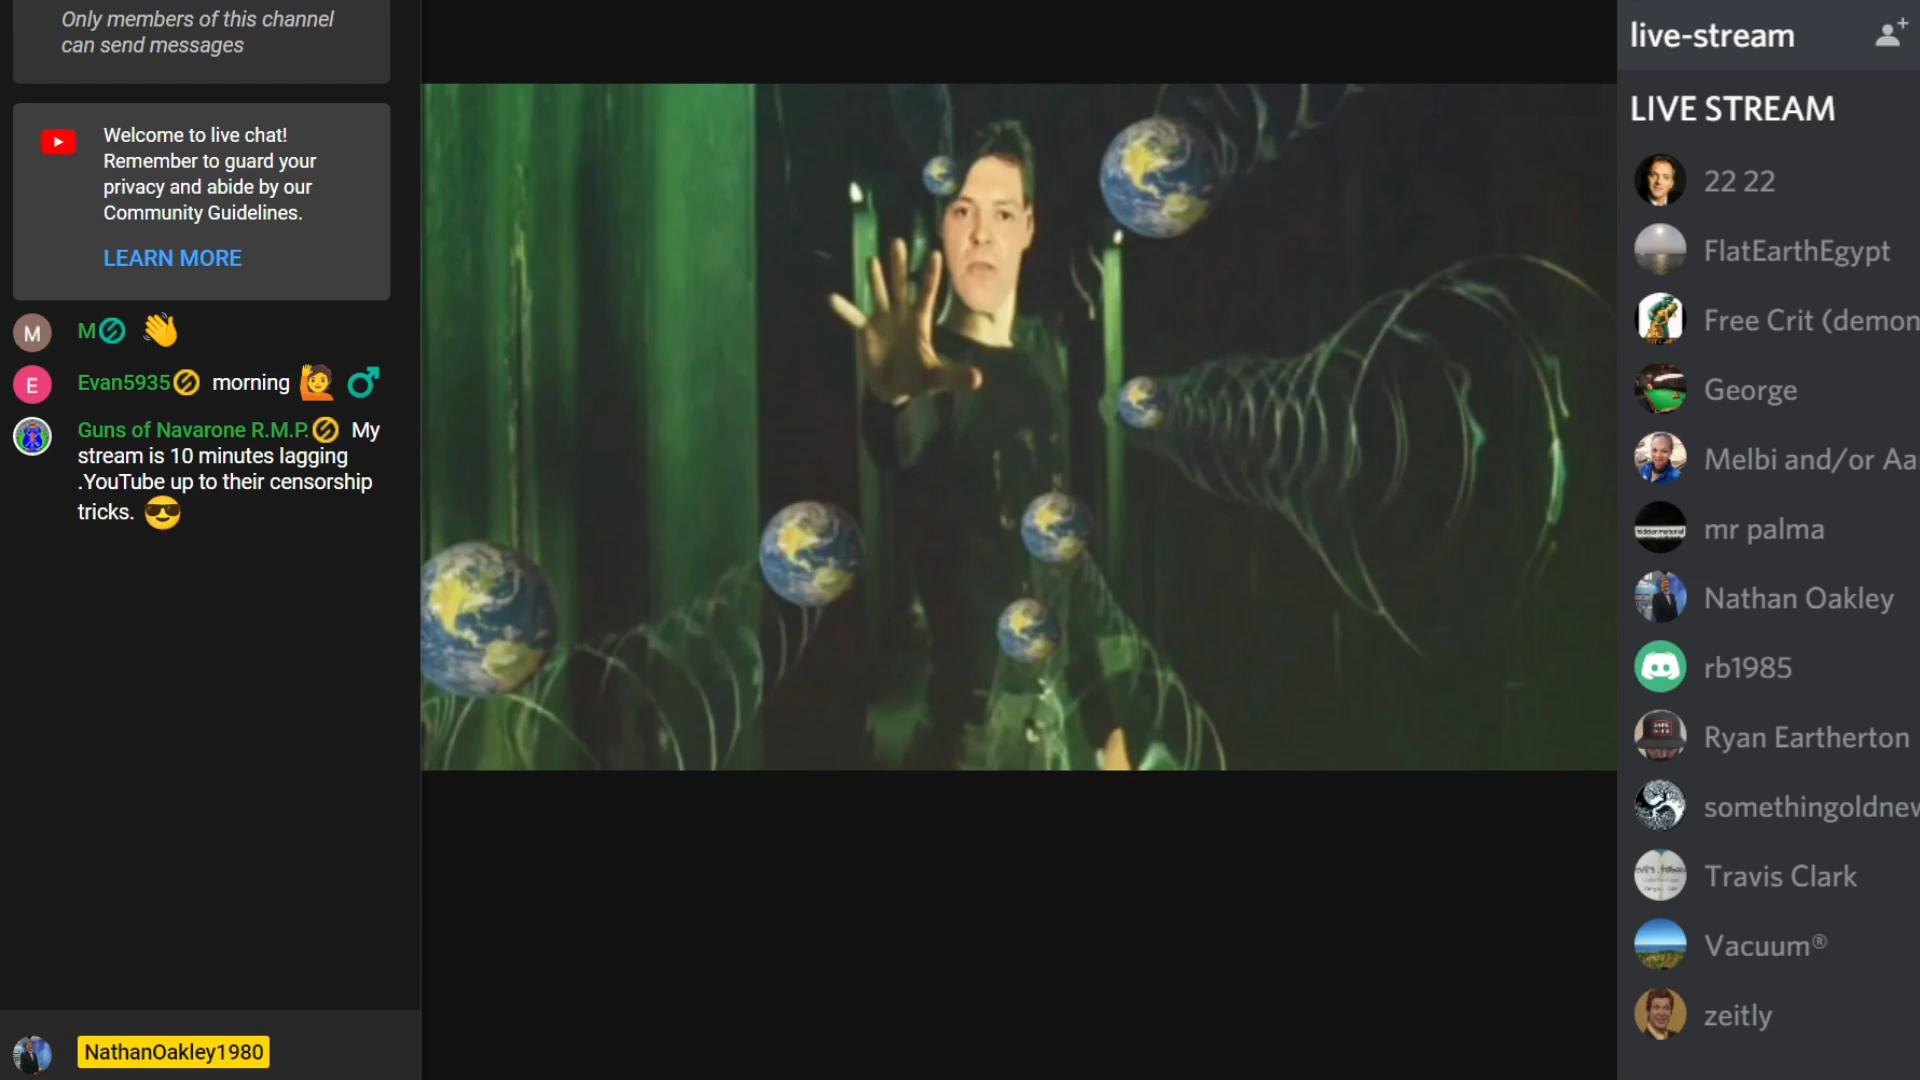 Only members of this channel
can send messages
Welcome to live chat!
Remember to guard your
privacy and abide by our
Community Guidelines.
LEARN MORE
M
M
E
Evan5935 morning
Guns of Navarone R.M.P. My
stream is 10 minutes lagging
.YouTube up to their censorship
tricks.
NathanOakley1980
live-stream
LIVE STREAM
22 22
FlatEarthEgypt
Free Crit (demon
George
Melbi and/or Aa
mr palma
Nathan Oakley
rb1985
Ryan Eartherton
somethingoldnew
Travis Clark
Vacuum®
zeitly